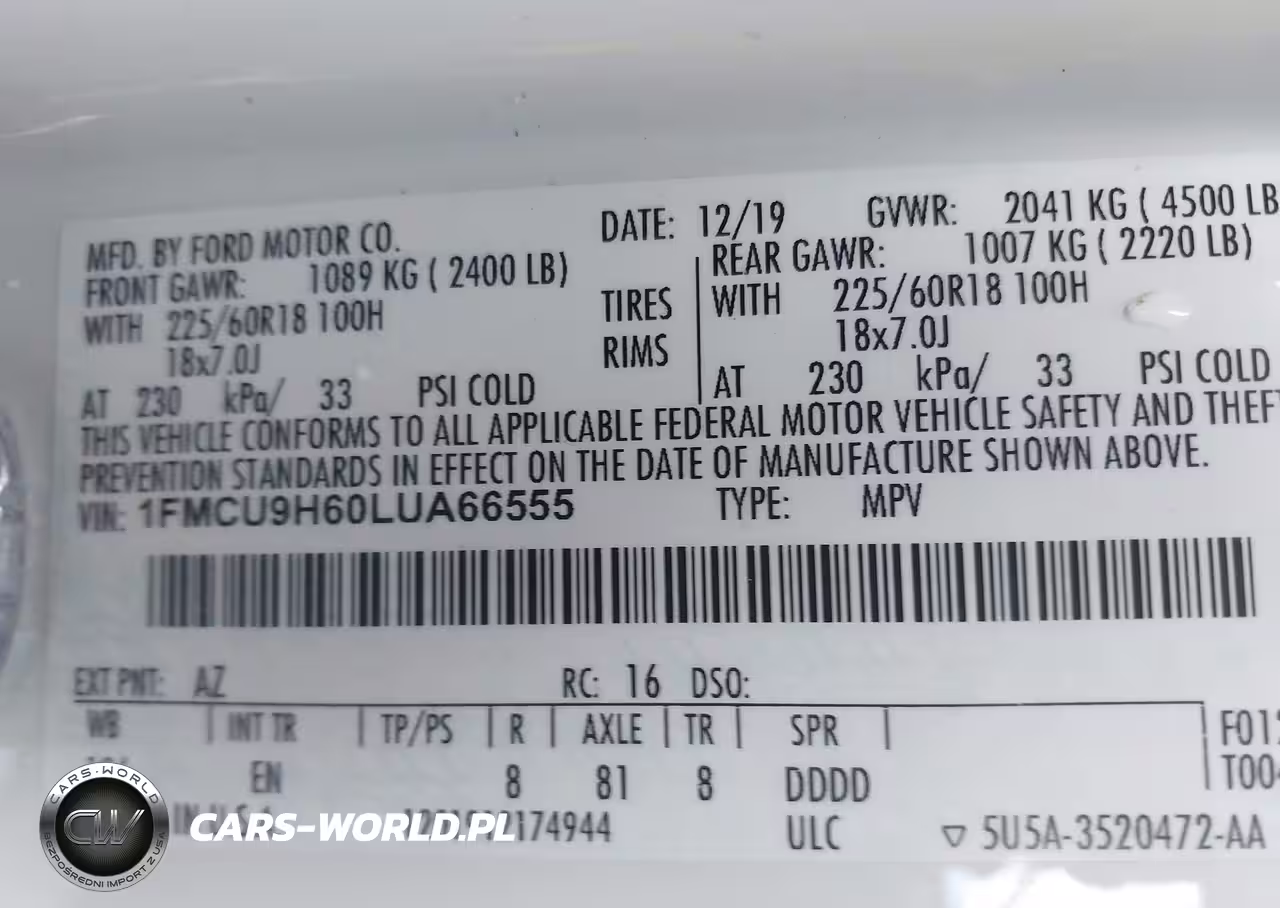 MFD. BY FORD MOTOR CO. DATE: 12/19 GVWR: 2041 KG ( 4500 LB
FRONT GAWR: 1089 KG ( 2400 LB) REAR GAWR: 1007 KG ( 2220 LB)
WITH 225/60R18 100H TIRES WITH 225/60R18 100H
18x7.0J RIMS 18x7.0J
AT 230 kPa/ 33 PSI COLD AT 230 kPa/ 33 PSI COLD
THIS VEHICLE CONFORMS TO ALL APPLICABLE FEDERAL MOTOR VEHICLE SAFETY AND THEFT
PREVENTION STANDARDS IN EFFECT ON THE DATE OF MANUFACTURE SHOWN ABOVE.
VIN: 1FMCU9H60LUA66555 TYPE: MPV
EXT PNT: AZ RC: 16 DSO:
WB INT TR TP/PS R AXLE TR SPR
EN 8 81 8 DDDD
ULC ▽ 5U5A-3520472-AA
CARS-WORLD
CW
BEZPOŚREDNI IMPORT Z USA
CARS-WORLD.PL